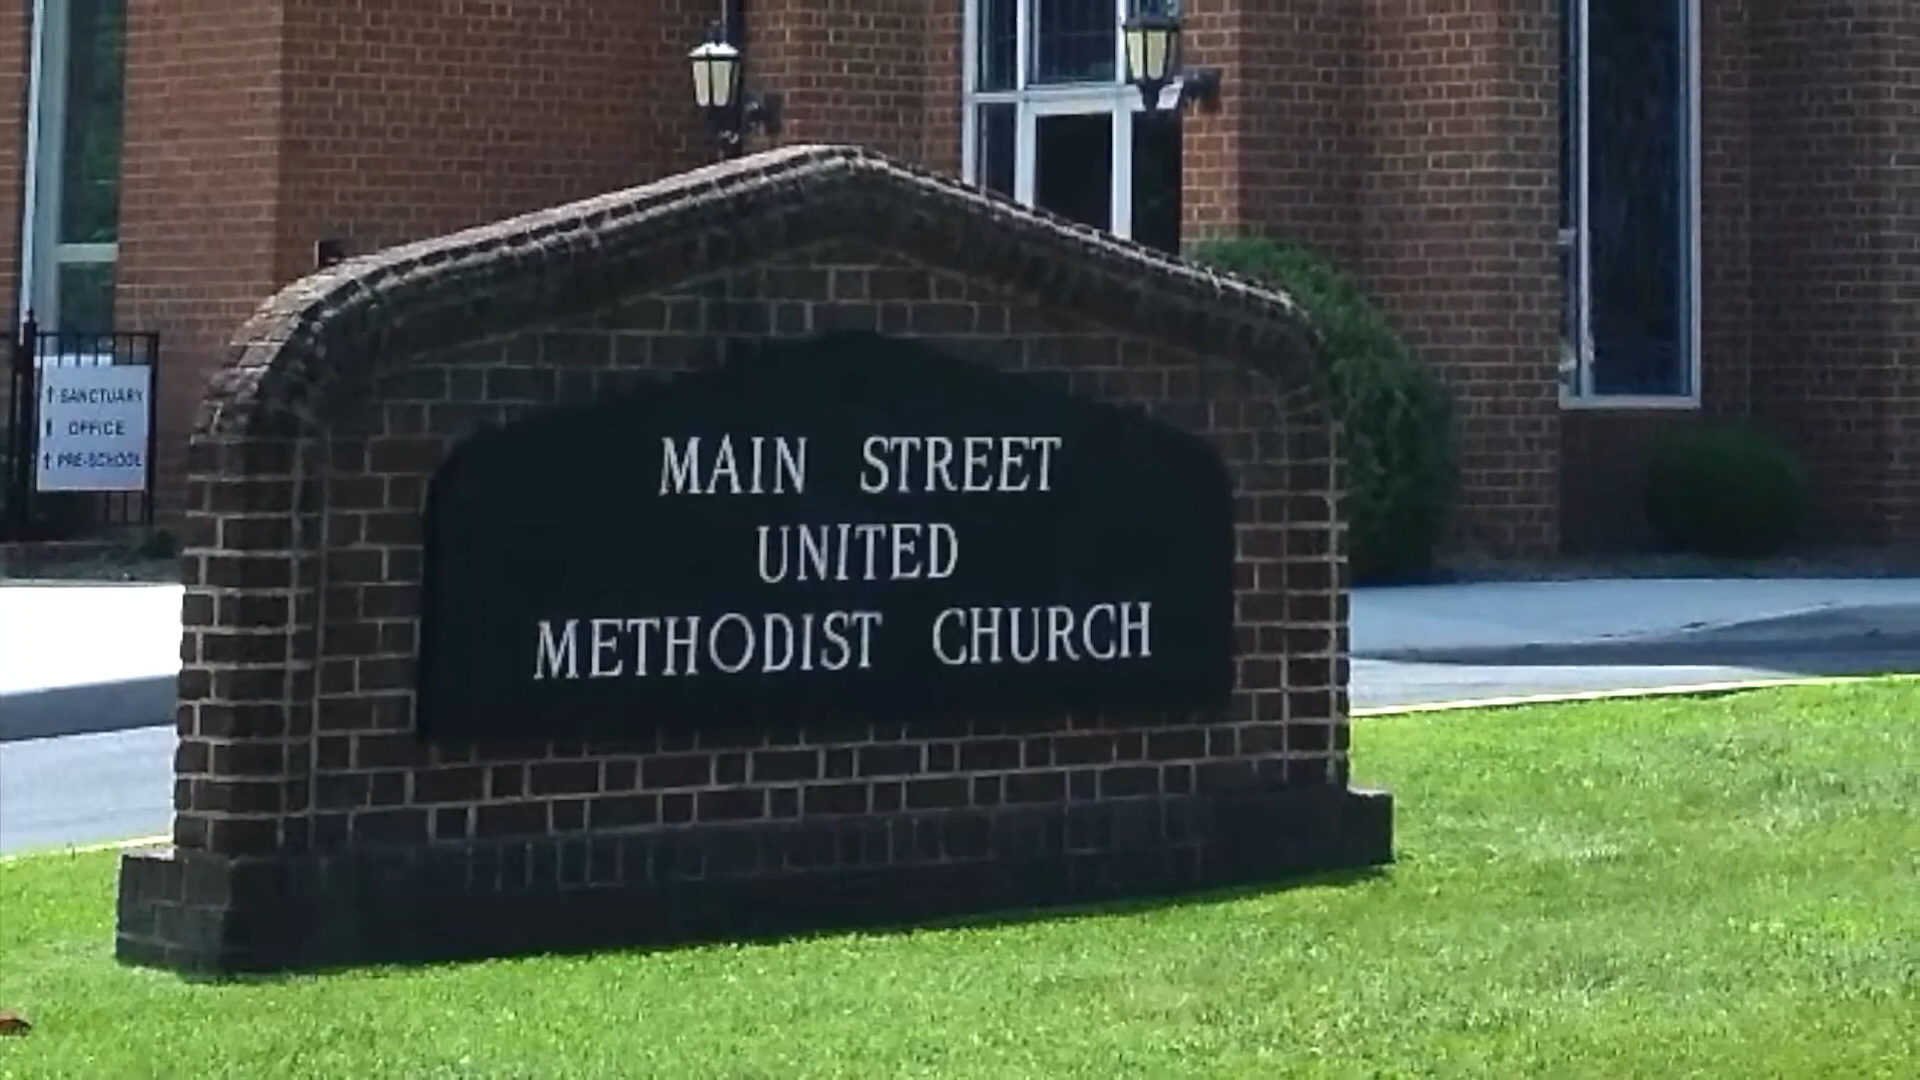 MAIN STREET
UNITED
METHODIST CHURCH
↑ SANCTUARY
↑ OFFICE
↑ PRE-SCHOOL